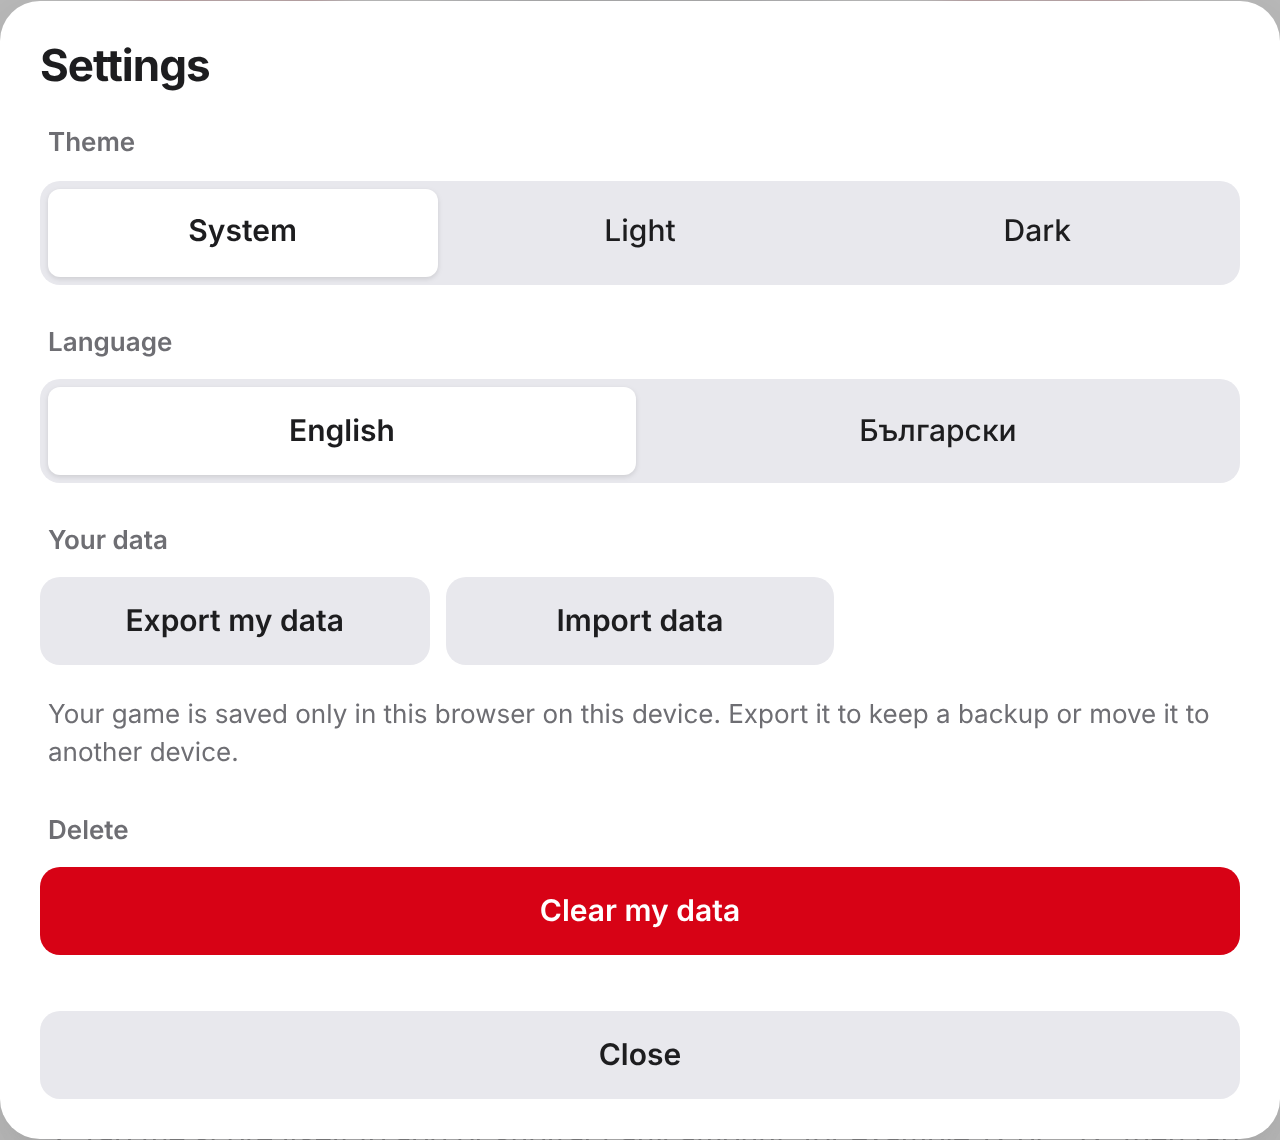 Settings
Theme
System
Light
Dark
Language
English
Български
Your data
Export my data
Import data
Your game is saved only in this browser on this device. Export it to keep a backup or move it to
another device.
Delete
Clear my data
Close